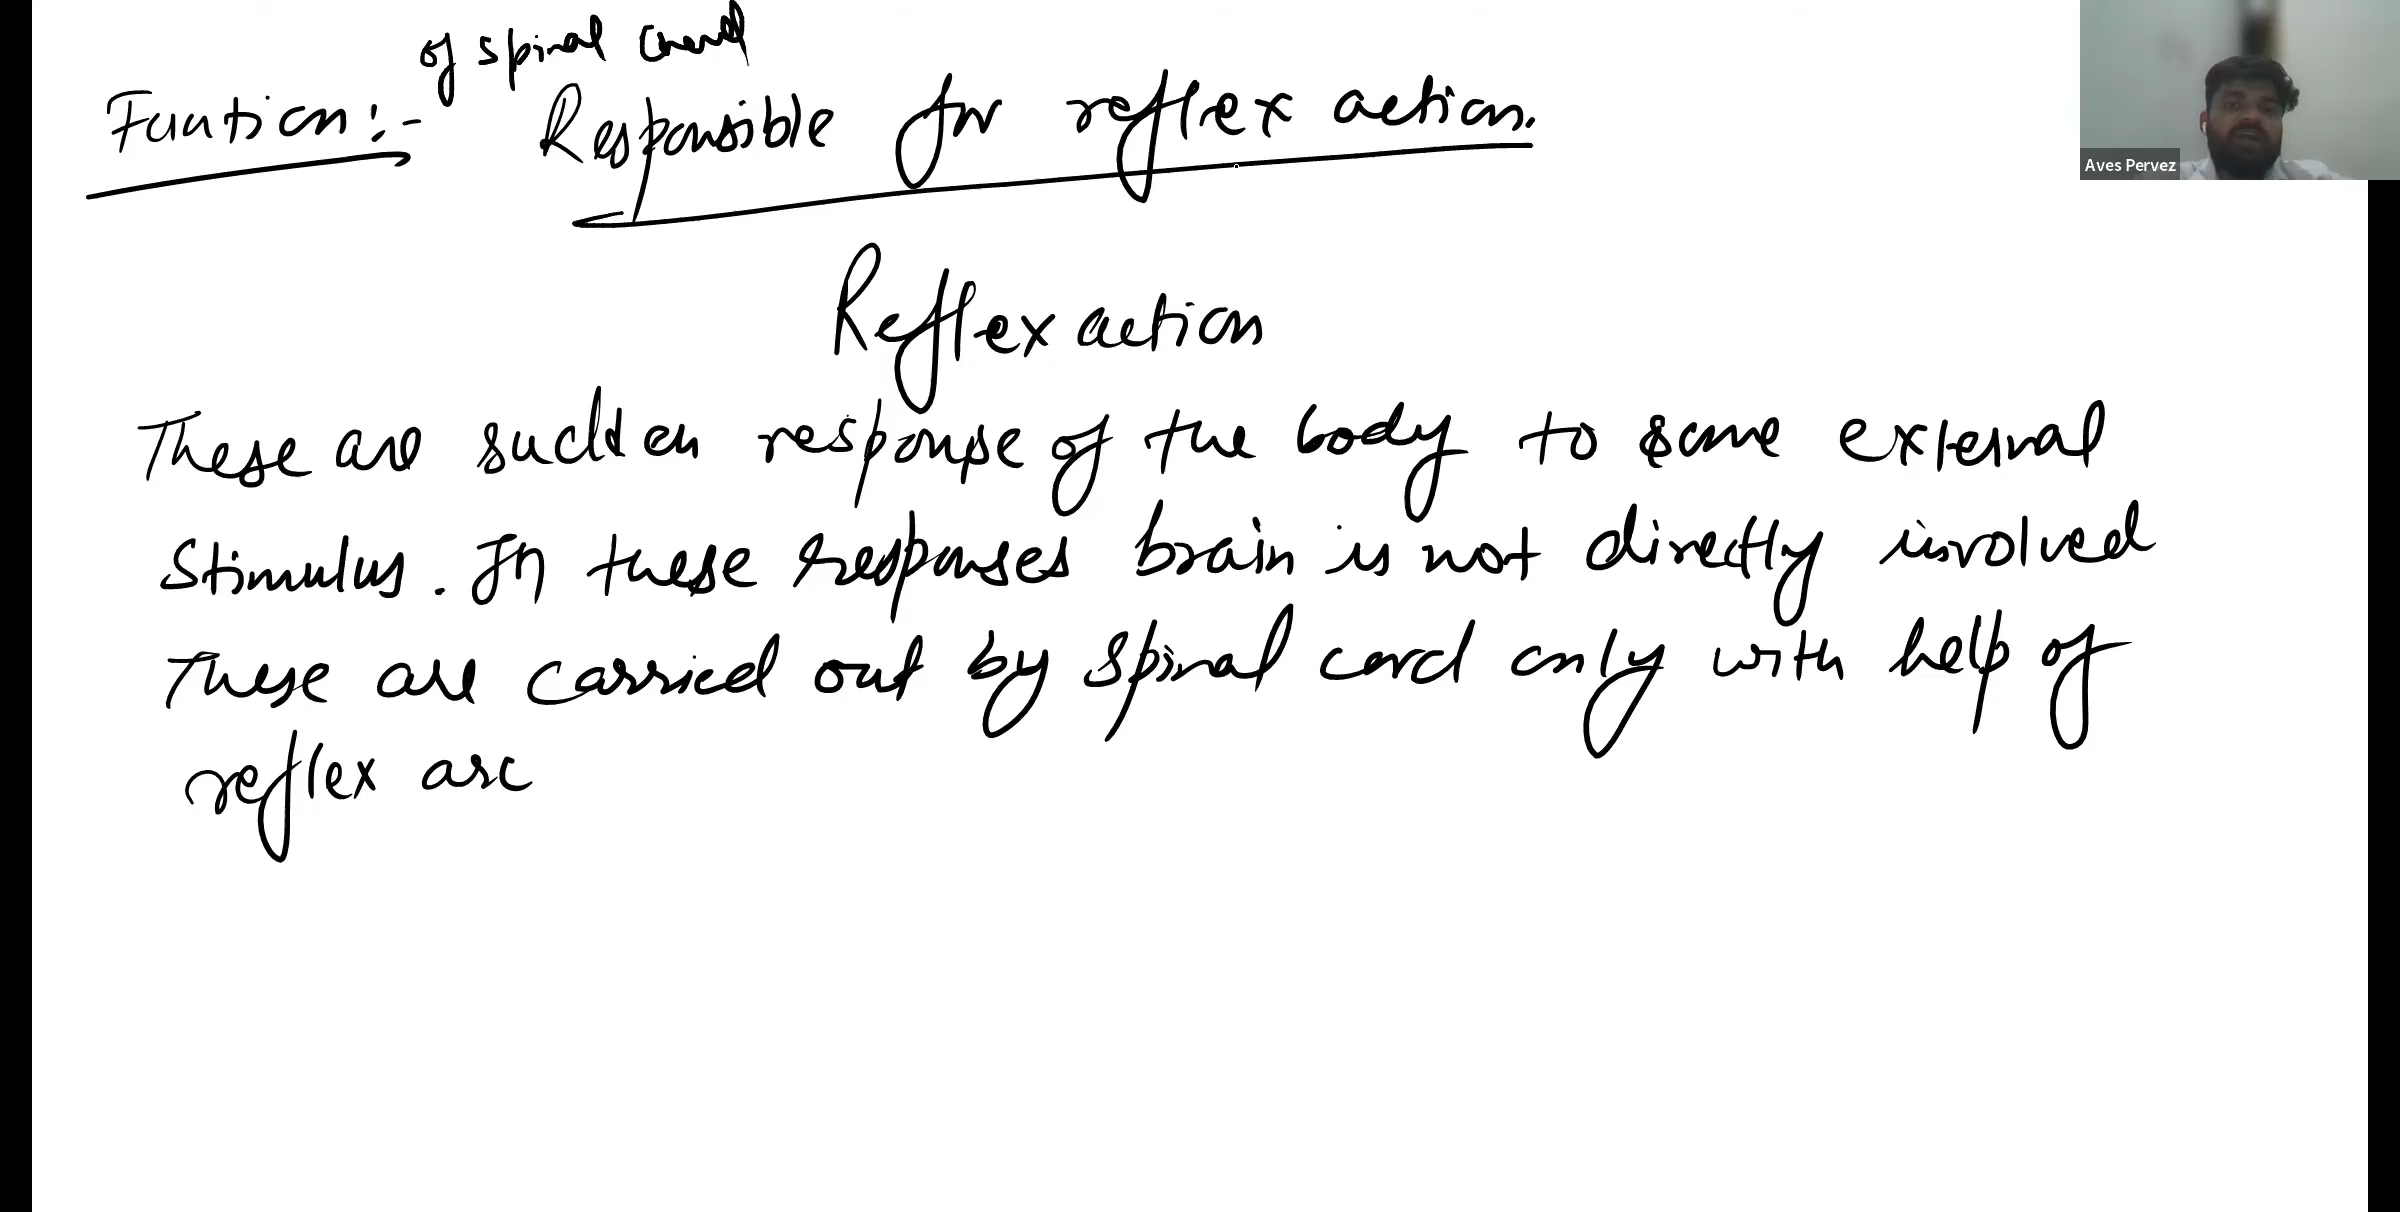 of spinal cord
Function:- Responsible for reflex action.
Aves Pervez
Reflex action
These are sudden response of the body to some external
Stimulus. In these responses brain is not directly involved
These are carried out by spinal cord only with help of
reflex arc